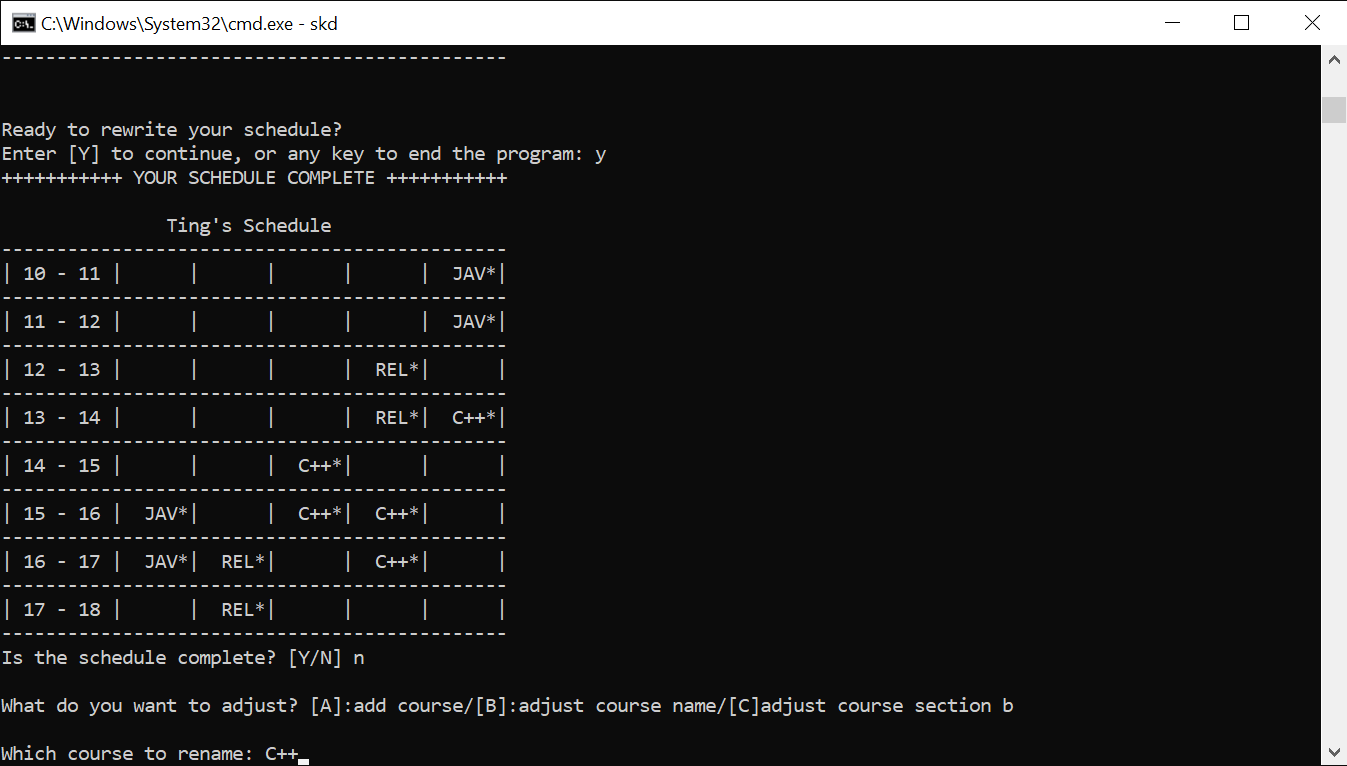 C:\Windows\System32\cmd.exe - skd
----------------------------------------------
Ready to rewrite your schedule?
Enter [Y] to continue, or any key to end the program: y
+++++++++++ YOUR SCHEDULE COMPLETE +++++++++++
               Ting's Schedule
----------------------------------------------
| 10 - 11 |      |      |      |      |  JAV*|
----------------------------------------------
| 11 - 12 |      |      |      |      |  JAV*|
----------------------------------------------
| 12 - 13 |      |      |      |  REL*|      |
----------------------------------------------
| 13 - 14 |      |      |      |  REL*|  C++*|
----------------------------------------------
| 14 - 15 |      |      |  C++*|      |      |
----------------------------------------------
| 15 - 16 |  JAV*|      |  C++*|  C++*|      |
----------------------------------------------
| 16 - 17 |  JAV*|  REL*|      |  C++*|      |
----------------------------------------------
| 17 - 18 |      |  REL*|      |      |      |
----------------------------------------------
Is the schedule complete? [Y/N] n
What do you want to adjust? [A]:add course/[B]:adjust course name/[C]adjust course section b
Which course to rename: C++